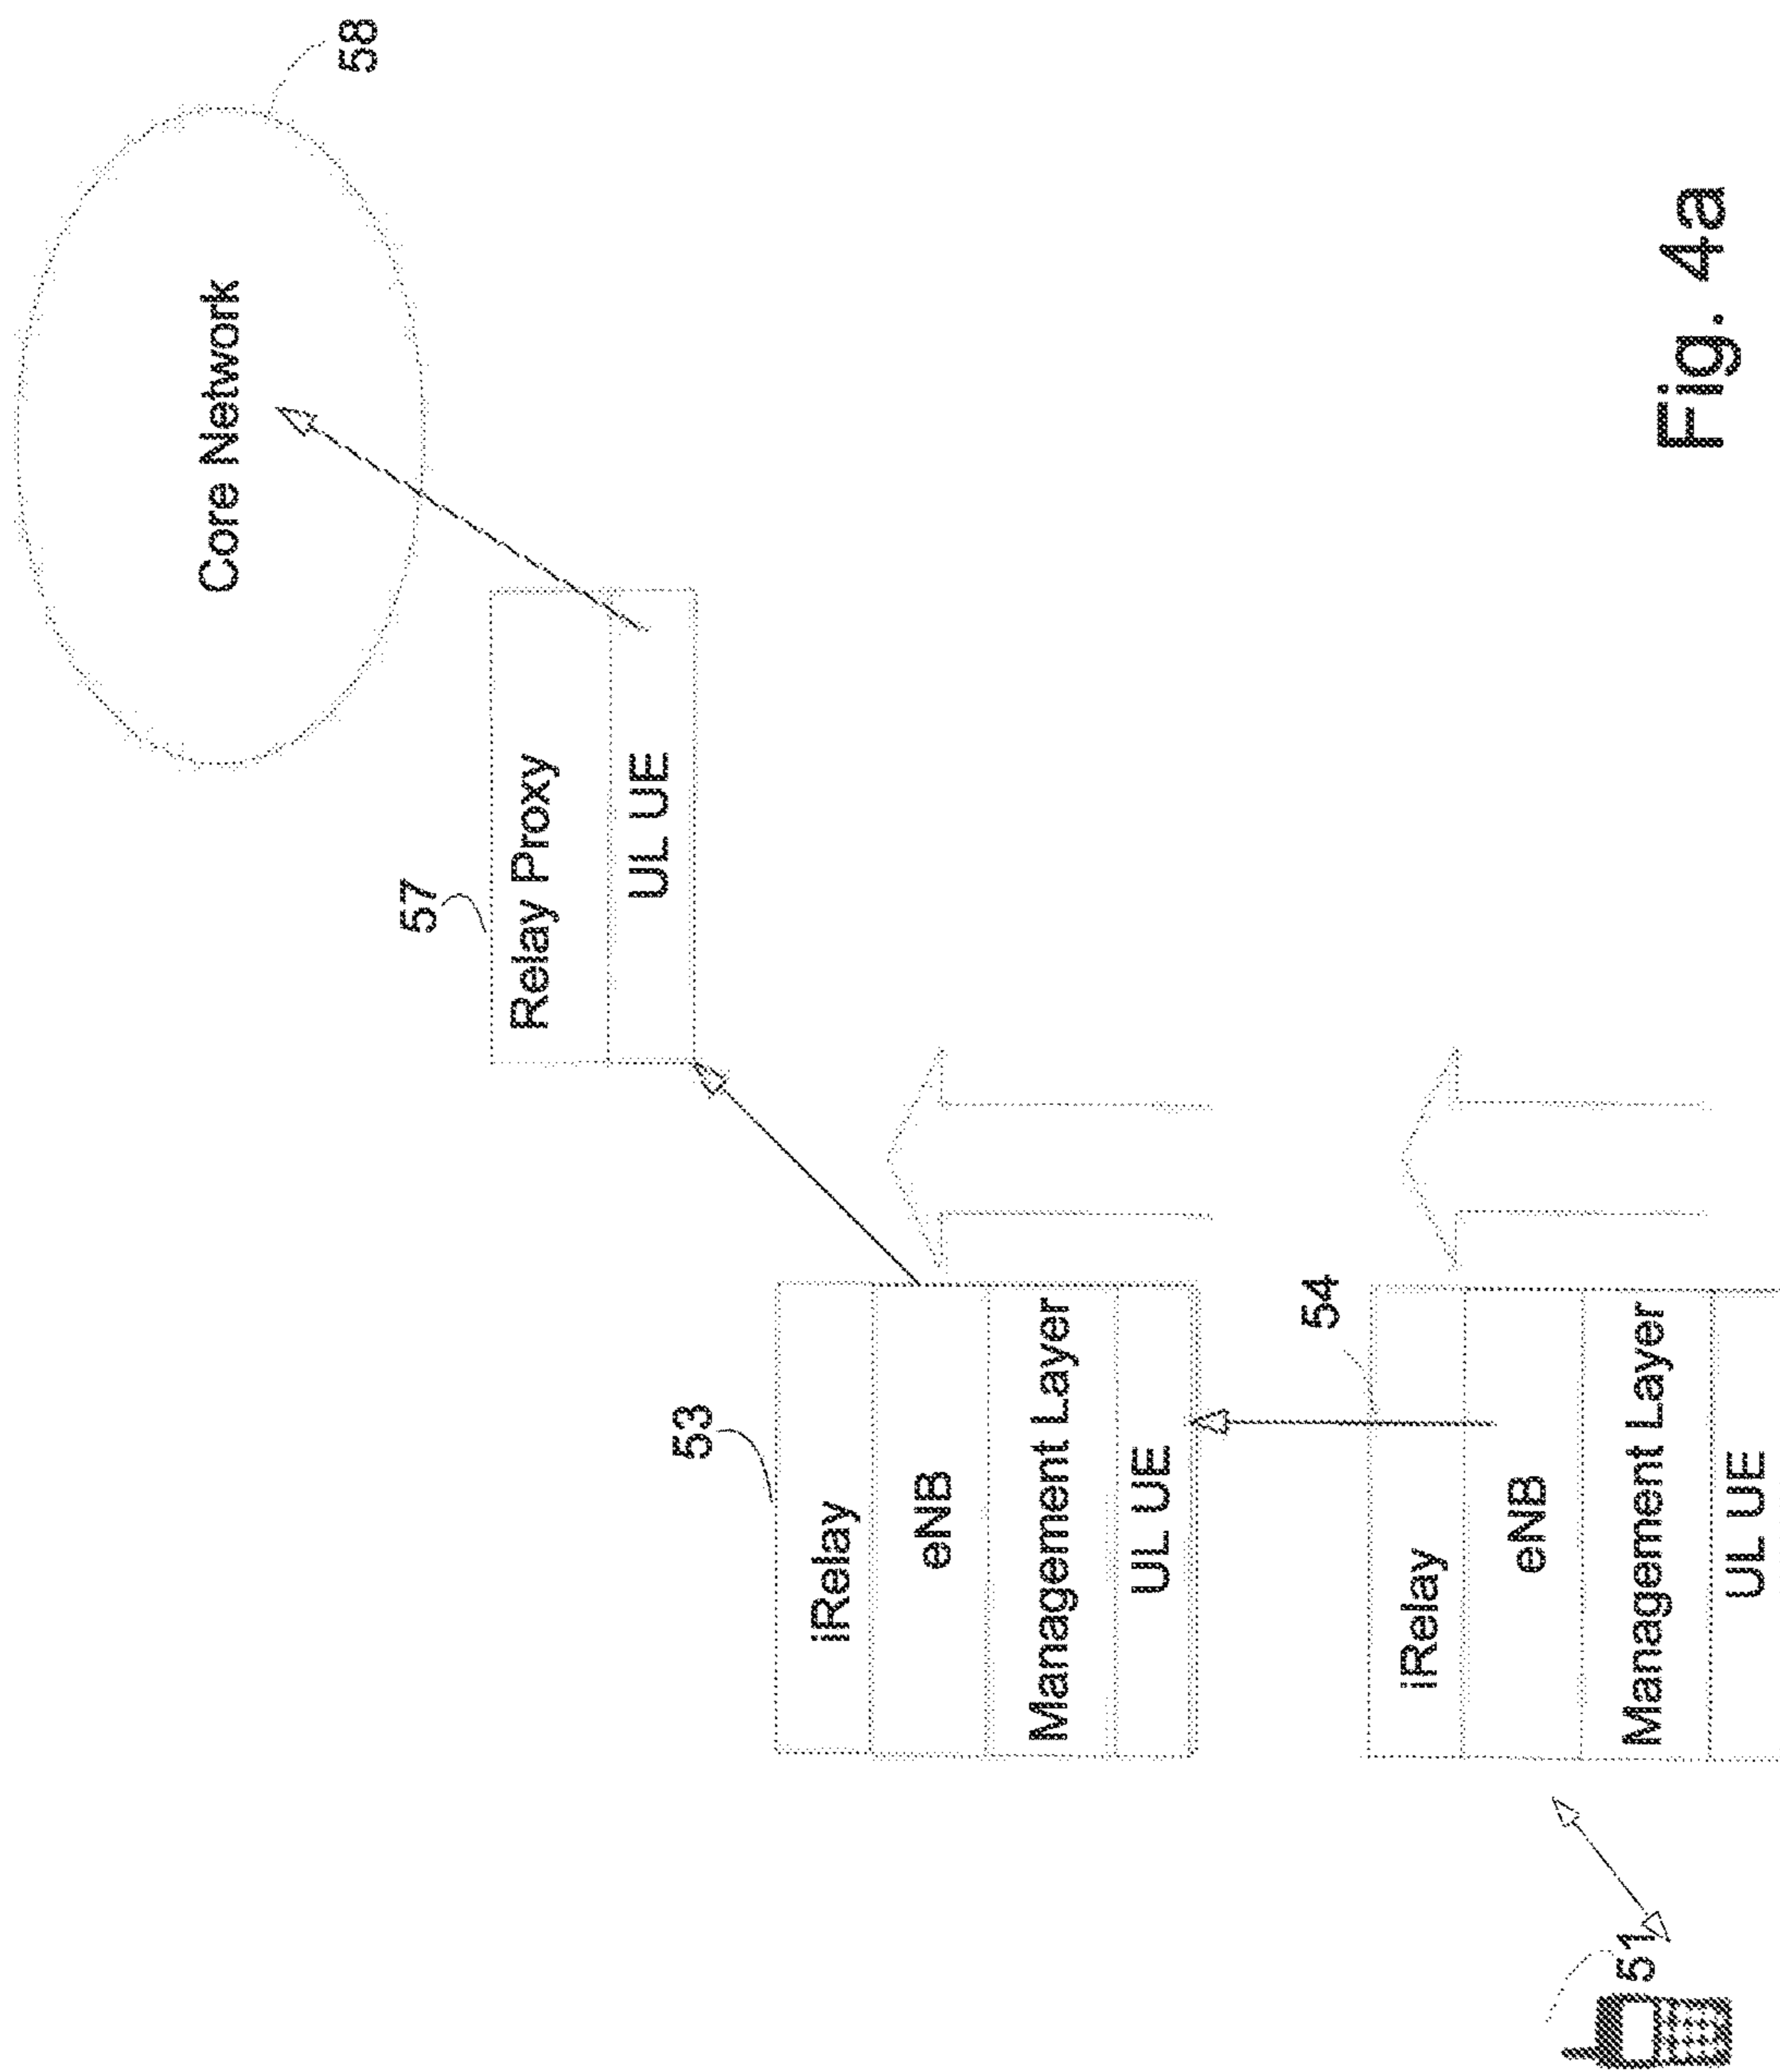 58
Core Network
57
Relay Proxy
UL UE
53
iRelay
eNB
Management Layer
UL UE
54
iRelay
eNB
Management Layer
UL UE
51
Fig. 4a